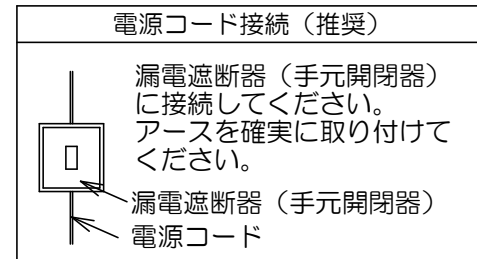 電源コード接続（推奨）
漏電遮断器（手元開閉器）
に接続してください。
アースを確実に取り付けて
ください。
漏電遮断器（手元開閉器）
電源コード